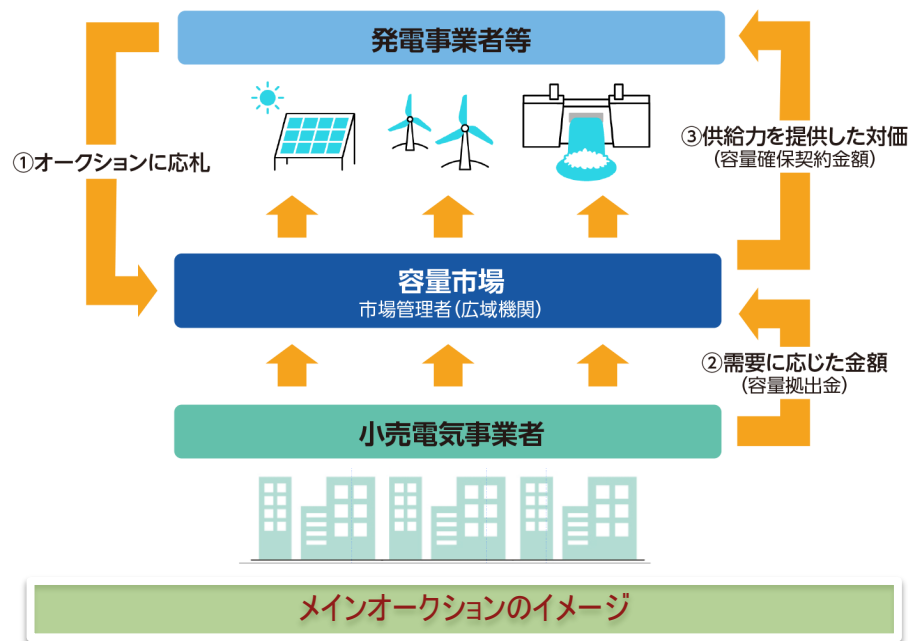 発電事業者等
①オークションに応札
③供給力を提供した対価
(容量確保契約金額)
容量市場
市場管理者(広域機関)
②需要に応じた金額
(容量拠出金)
小売電気事業者
メインオークションのイメージ